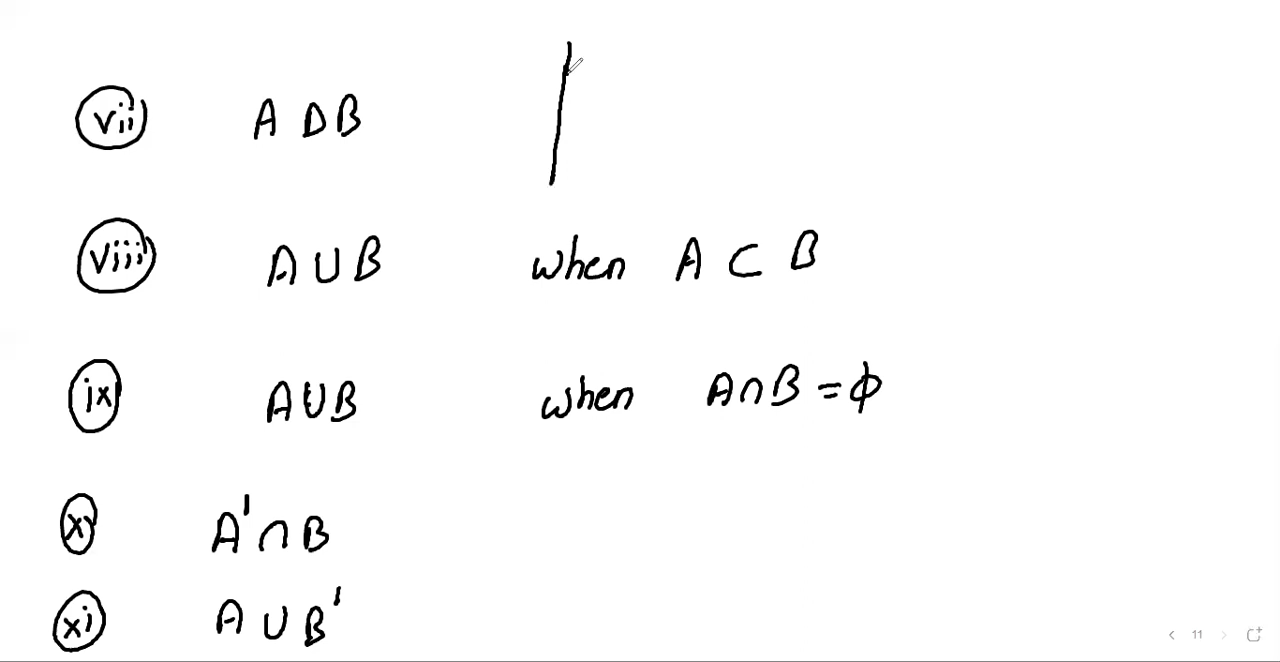 vii A Δ B
viii A ∪ B when A ⊂ B
ix A ∪ B when A ∩ B = ϕ
x A' ∩ B
xi A ∪ B'
11